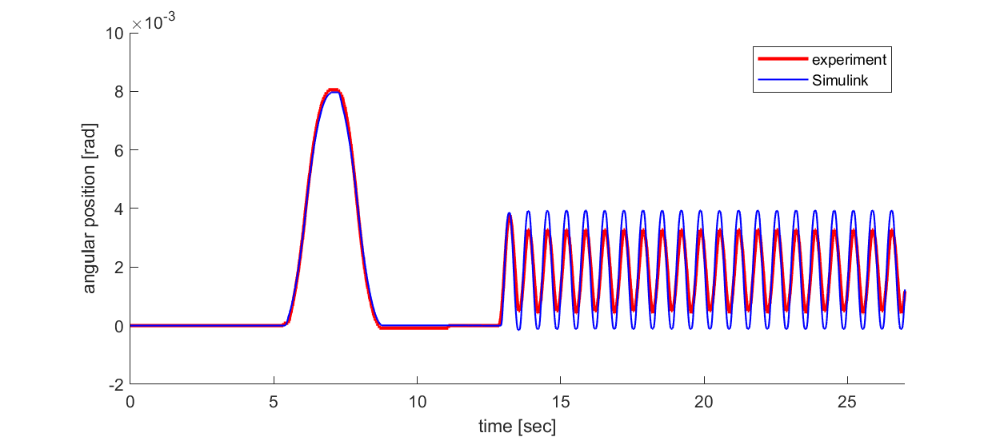 ×10-3
10
8
6
4
2
0
-2
angular position [rad]
experiment
Simulink
0 5 10 15 20 25
time [sec]